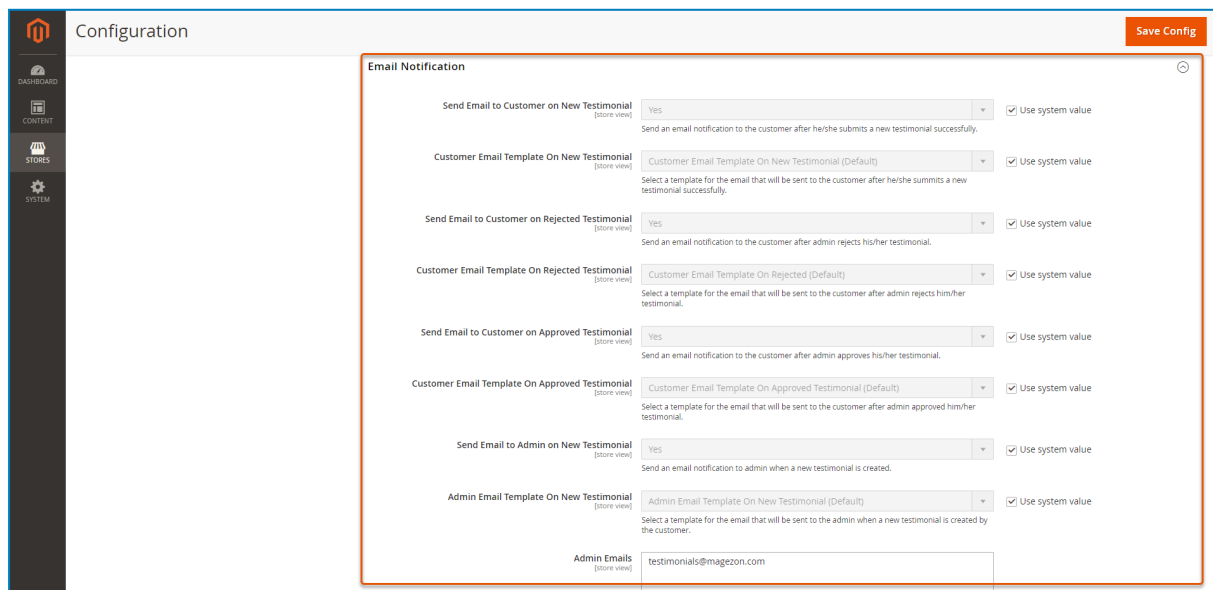 Configuration
Save Config
DASHBOARD
CONTENT
STORES
SYSTEM
Email Notification
Send Email to Customer on New Testimonial
[store view]
Yes
Use system value
Send an email notification to the customer after he/she submits a new testimonial successfully.
Customer Email Template On New Testimonial
[store view]
Customer Email Template On New Testimonial (Default)
Use system value
Select a template for the email that will be sent to the customer after he/she summits a new
testimonial successfully.
Send Email to Customer on Rejected Testimonial
[store view]
Yes
Use system value
Send an email notification to the customer after admin rejects his/her testimonial.
Customer Email Template On Rejected Testimonial
[store view]
Customer Email Template On Rejected (Default)
Use system value
Select a template for the email that will be sent to the customer after admin rejects him/her
testimonial.
Send Email to Customer on Approved Testimonial
[store view]
Yes
Use system value
Send an email notification to the customer after admin approves his/her testimonial.
Customer Email Template On Approved Testimonial
[store view]
Customer Email Template On Approved Testimonial (Default)
Use system value
Select a template for the email that will be sent to the customer after admin approved him/her
testimonial.
Send Email to Admin on New Testimonial
[store view]
Yes
Use system value
Send an email notification to admin when a new testimonial is created.
Admin Email Template On New Testimonial
[store view]
Admin Email Template On New Testimonial (Default)
Use system value
Select a template for the email that will be sent to the admin when a new testimonial is created by
the customer.
Admin Emails
[store view]
testimonials@magezon.com